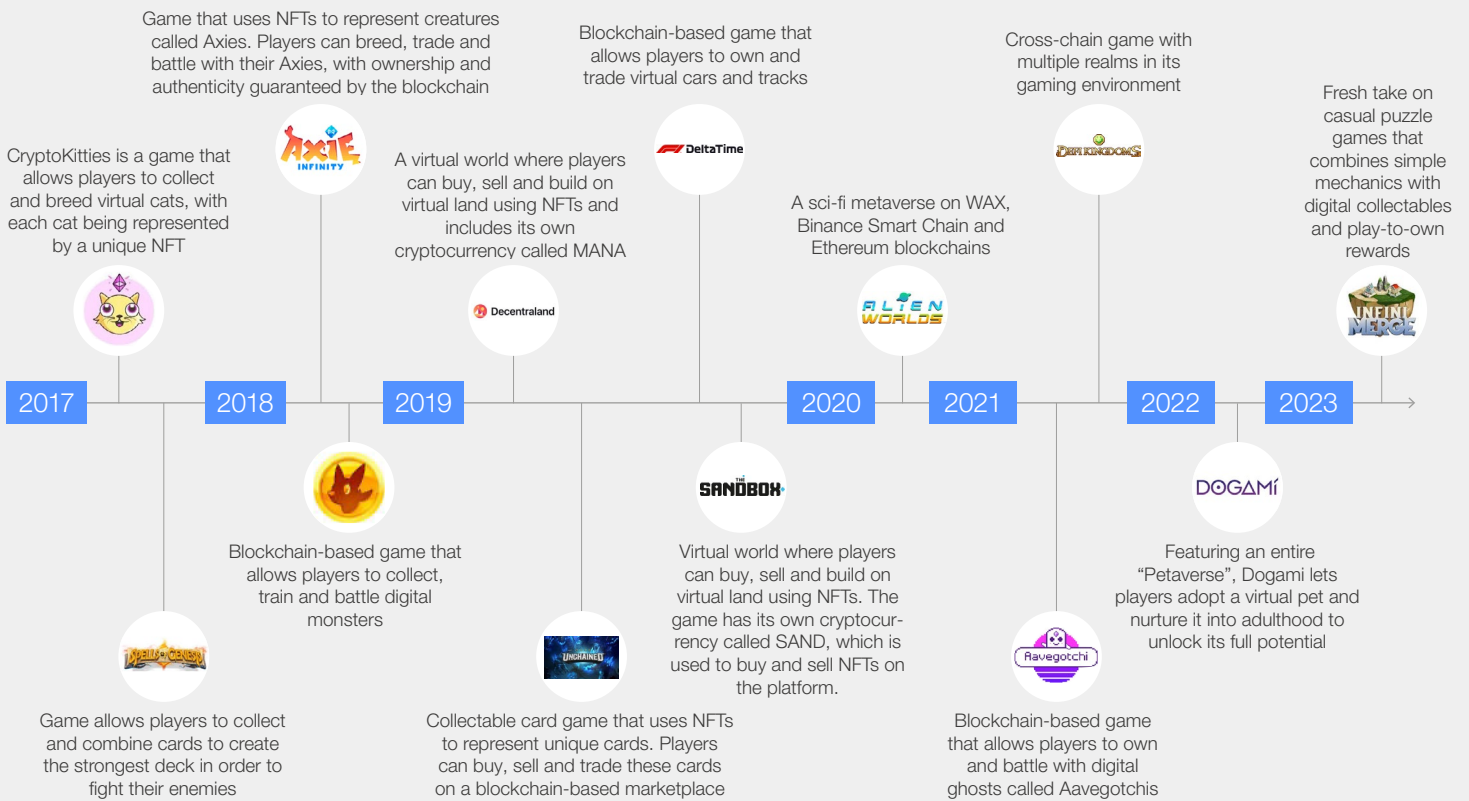 Game that uses NFTs to represent creatures
called Axies. Players can breed, trade and
battle with their Axies, with ownership and
authenticity guaranteed by the blockchain
AXIE
INFINITY
Blockchain-based game that
allows players to own and
trade virtual cars and tracks
F1 DeltaTime
Cross-chain game with
multiple realms in its
gaming environment
DEFI KINGDOMS
Fresh take on
casual puzzle
games that
combines simple
mechanics with
digital collectables
and play-to-own
rewards
INFINI
MERGE
CryptoKitties is a game that
allows players to collect
and breed virtual cats, with
each cat being represented
by a unique NFT
A virtual world where players
can buy, sell and build on
virtual land using NFTs and
includes its own
cryptocurrency called MANA
Decentraland
A sci-fi metaverse on WAX,
Binance Smart Chain and
Ethereum blockchains
ALIEN
WORLDS
2017
2018
2019
2020
2021
2022
2023
Blockchain-based game that
allows players to collect,
train and battle digital
monsters
THE
SANDBOX
Virtual world where players
can buy, sell and build on
virtual land using NFTs. The
game has its own cryptocur-
rency called SAND, which is
used to buy and sell NFTs on
the platform.
DOGAMÍ
Featuring an entire
“Petaverse”, Dogami lets
players adopt a virtual pet and
nurture it into adulthood to
unlock its full potential
SPELLS OF GENESIS
Game allows players to collect
and combine cards to create
the strongest deck in order to
fight their enemies
UNCHAINED
Collectable card game that uses NFTs
to represent unique cards. Players
can buy, sell and trade these cards
on a blockchain-based marketplace
Aavegotchi
Blockchain-based game
that allows players to own
and battle with digital
ghosts called Aavegotchis